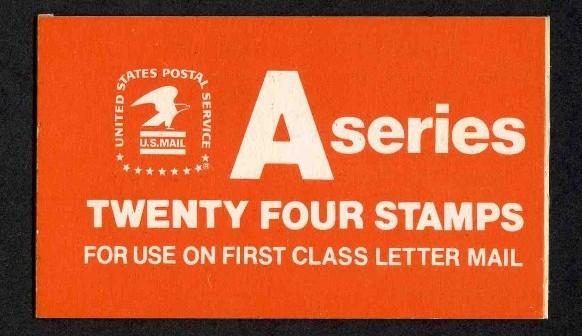 UNITED STATES POSTAL SERVICE
U.S.MAIL
®
A series
TWENTY FOUR STAMPS
FOR USE ON FIRST CLASS LETTER MAIL